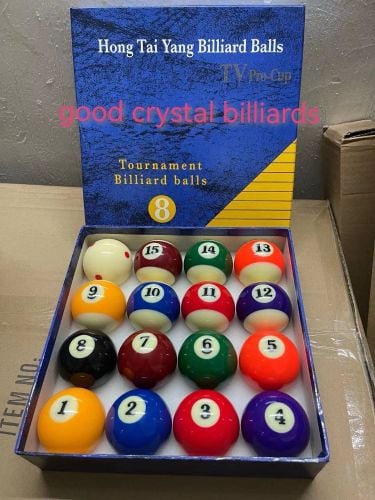 Hong Tai Yang Billiard Balls
TV Pro-Cup
good crystal billiards
Tournament
Billiard balls
8
15 14 13
9 10 11 12
8 7 6 5
1 2 3 4
ITEM NO: